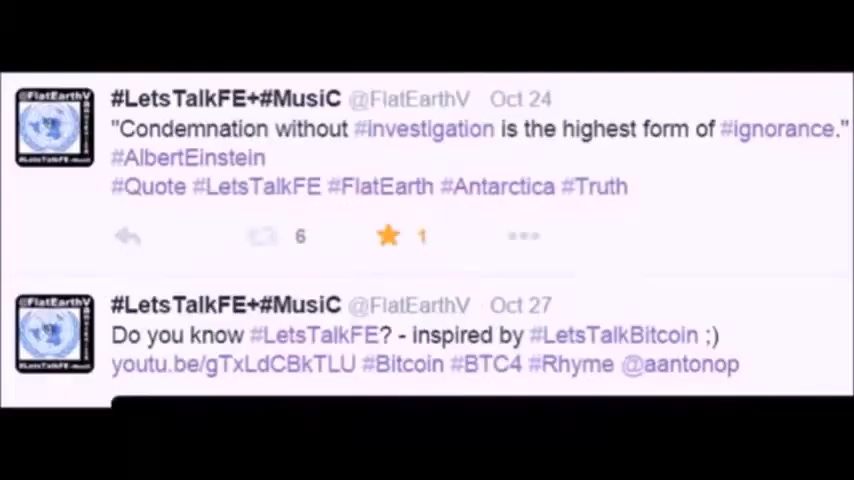 @FlatEarthV
#LetsTalkFE+#MusiC @FlatEarthV Oct 24
"Condemnation without #investigation is the highest form of #ignorance."
#AlbertEinstein
#Quote #LetsTalkFE #FlatEarth #Antarctica #Truth
6 1
@FlatEarthV
#LetsTalkFE+#MusiC @FlatEarthV Oct 27
Do you know #LetsTalkFE? - inspired by #LetsTalkBitcoin ;)
youtu.be/gTxLdCBkTLU #Bitcoin #BTC4 #Rhyme @aantonop